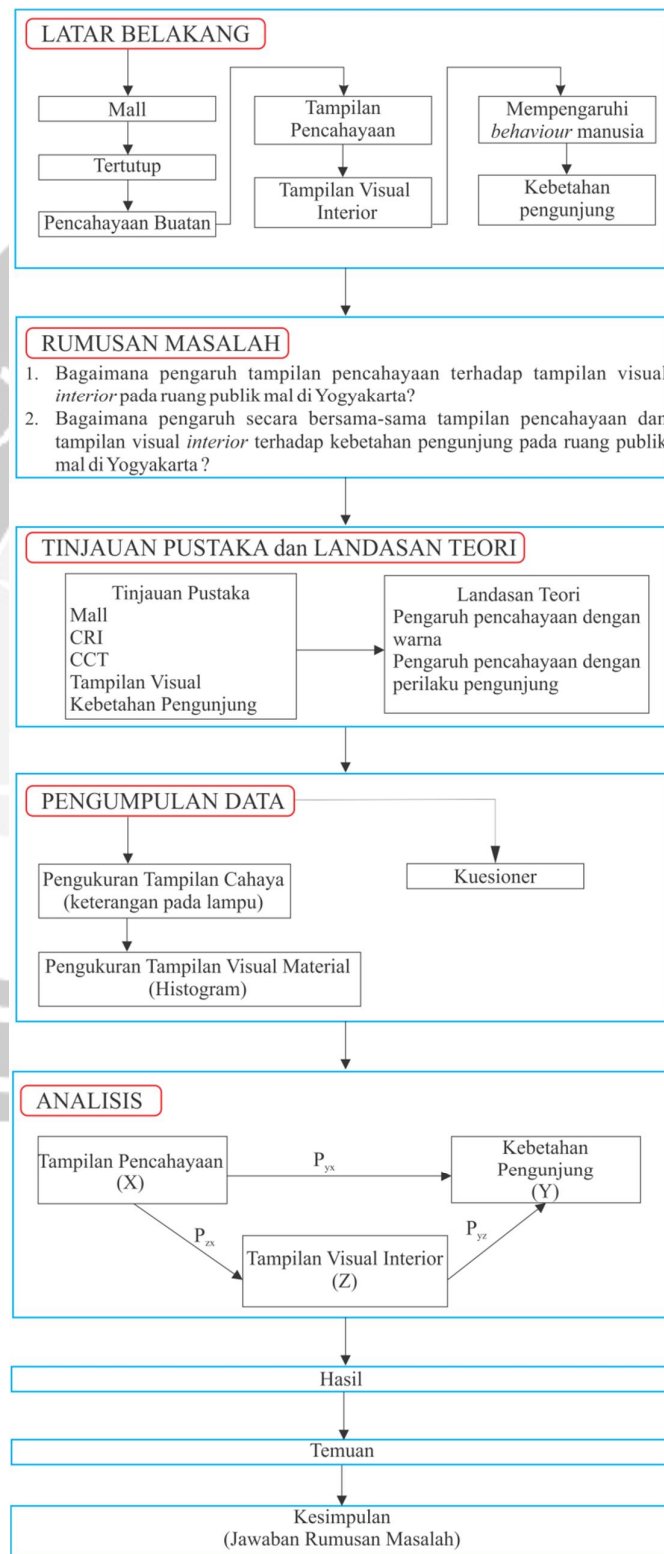 LATAR BELAKANG
Mall
Tertutup
Pencahayaan Buatan
Tampilan
Pencahayaan
Tampilan Visual
Interior
Mempengaruhi
behaviour manusia
Kebetahan
pengunjung
RUMUSAN MASALAH
1. Bagaimana pengaruh tampilan pencahayaan terhadap tampilan visual
interior pada ruang publik mal di Yogyakarta?
2. Bagaimana pengaruh secara bersama-sama tampilan pencahayaan dan
tampilan visual interior terhadap kebetahan pengunjung pada ruang publik
mal di Yogyakarta ?
TINJAUAN PUSTAKA dan LANDASAN TEORI
Tinjauan Pustaka
Mall
CRI
CCT
Tampilan Visual
Kebetahan Pengunjung
Landasan Teori
Pengaruh pencahayaan dengan
warna
Pengaruh pencahayaan dengan
perilaku pengunjung
PENGUMPULAN DATA
Pengukuran Tampilan Cahaya
(keterangan pada lampu)
Pengukuran Tampilan Visual Material
(Histogram)
Kuesioner
ANALISIS
Tampilan Pencahayaan
(X)
Pyx
Kebetahan
Pengunjung
(Y)
Pzx
Tampilan Visual Interior
(Z)
Pyz
Hasil
Temuan
Kesimpulan
(Jawaban Rumusan Masalah)